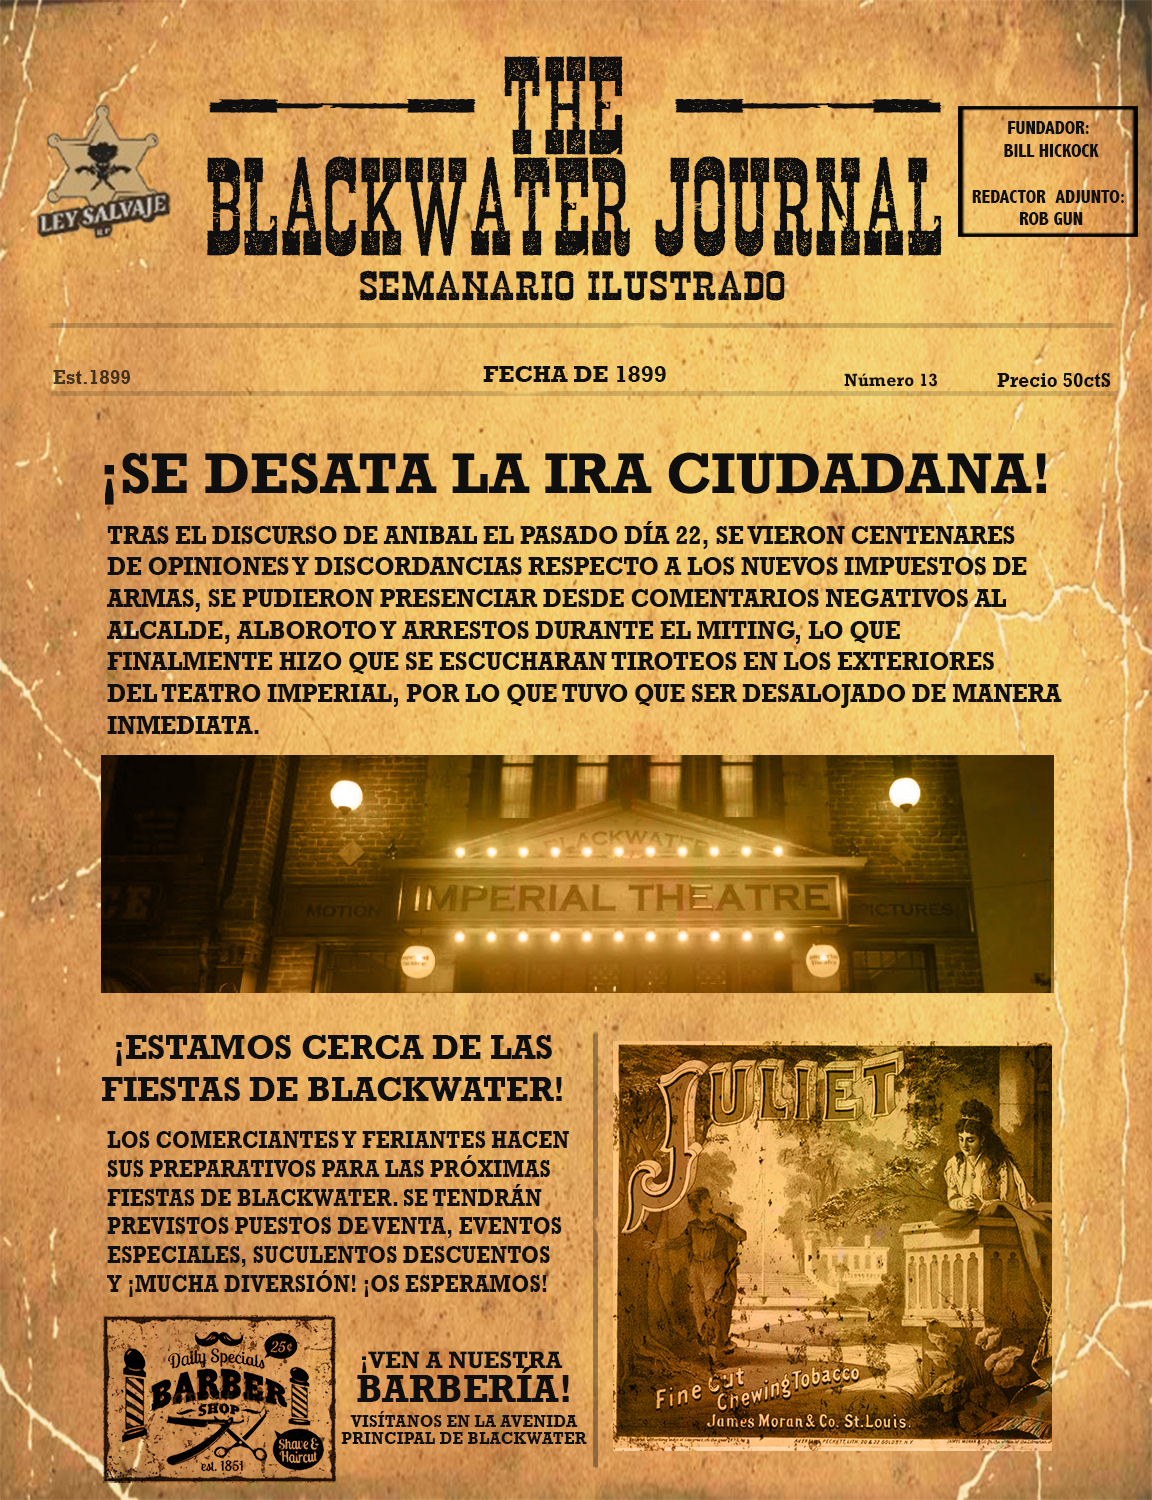 THE
BLACKWATER JOURNAL
SEMANARIO ILUSTRADO
LEY SALVAJE
R.P
FUNDADOR:
BILL HICKOCK
REDACTOR ADJUNTO:
ROB GUN
Est.1899
FECHA DE 1899
Número 13
Precio 50ctS
¡SE DESATA LA IRA CIUDADANA!
TRAS EL DISCURSO DE ANIBAL EL PASADO DÍA 22, SE VIERON CENTENARES
DE OPINIONES Y DISCORDANCIAS RESPECTO A LOS NUEVOS IMPUESTOS DE
ARMAS, SE PUDIERON PRESENCIAR DESDE COMENTARIOS NEGATIVOS AL
ALCALDE, ALBOROTO Y ARRESTOS DURANTE EL MITING, LO QUE
FINALMENTE HIZO QUE SE ESCUCHARAN TIROTEOS EN LOS EXTERIORES
DEL TEATRO IMPERIAL, POR LO QUE TUVO QUE SER DESALOJADO DE MANERA
INMEDIATA.
BLACKWATER
IMPERIAL THEATRE
MOTION
PICTURES
¡ESTAMOS CERCA DE LAS
FIESTAS DE BLACKWATER!
LOS COMERCIANTES Y FERIANTES HACEN
SUS PREPARATIVOS PARA LAS PRÓXIMAS
FIESTAS DE BLACKWATER. SE TENDRÁN
PREVISTOS PUESTOS DE VENTA, EVENTOS
ESPECIALES, SUCULENTOS DESCUENTOS
Y ¡MUCHA DIVERSIÓN! ¡OS ESPERAMOS!
Daily Specials
25¢
BARBER
SHOP
Shave &
Haircut
est. 1851
¡VEN A NUESTRA
BARBERÍA!
VISÍTANOS EN LA AVENIDA
PRINCIPAL DE BLACKWATER
JULIET
Fine Cut
Chewing Tobacco
James Moran & Co. St. Louis.